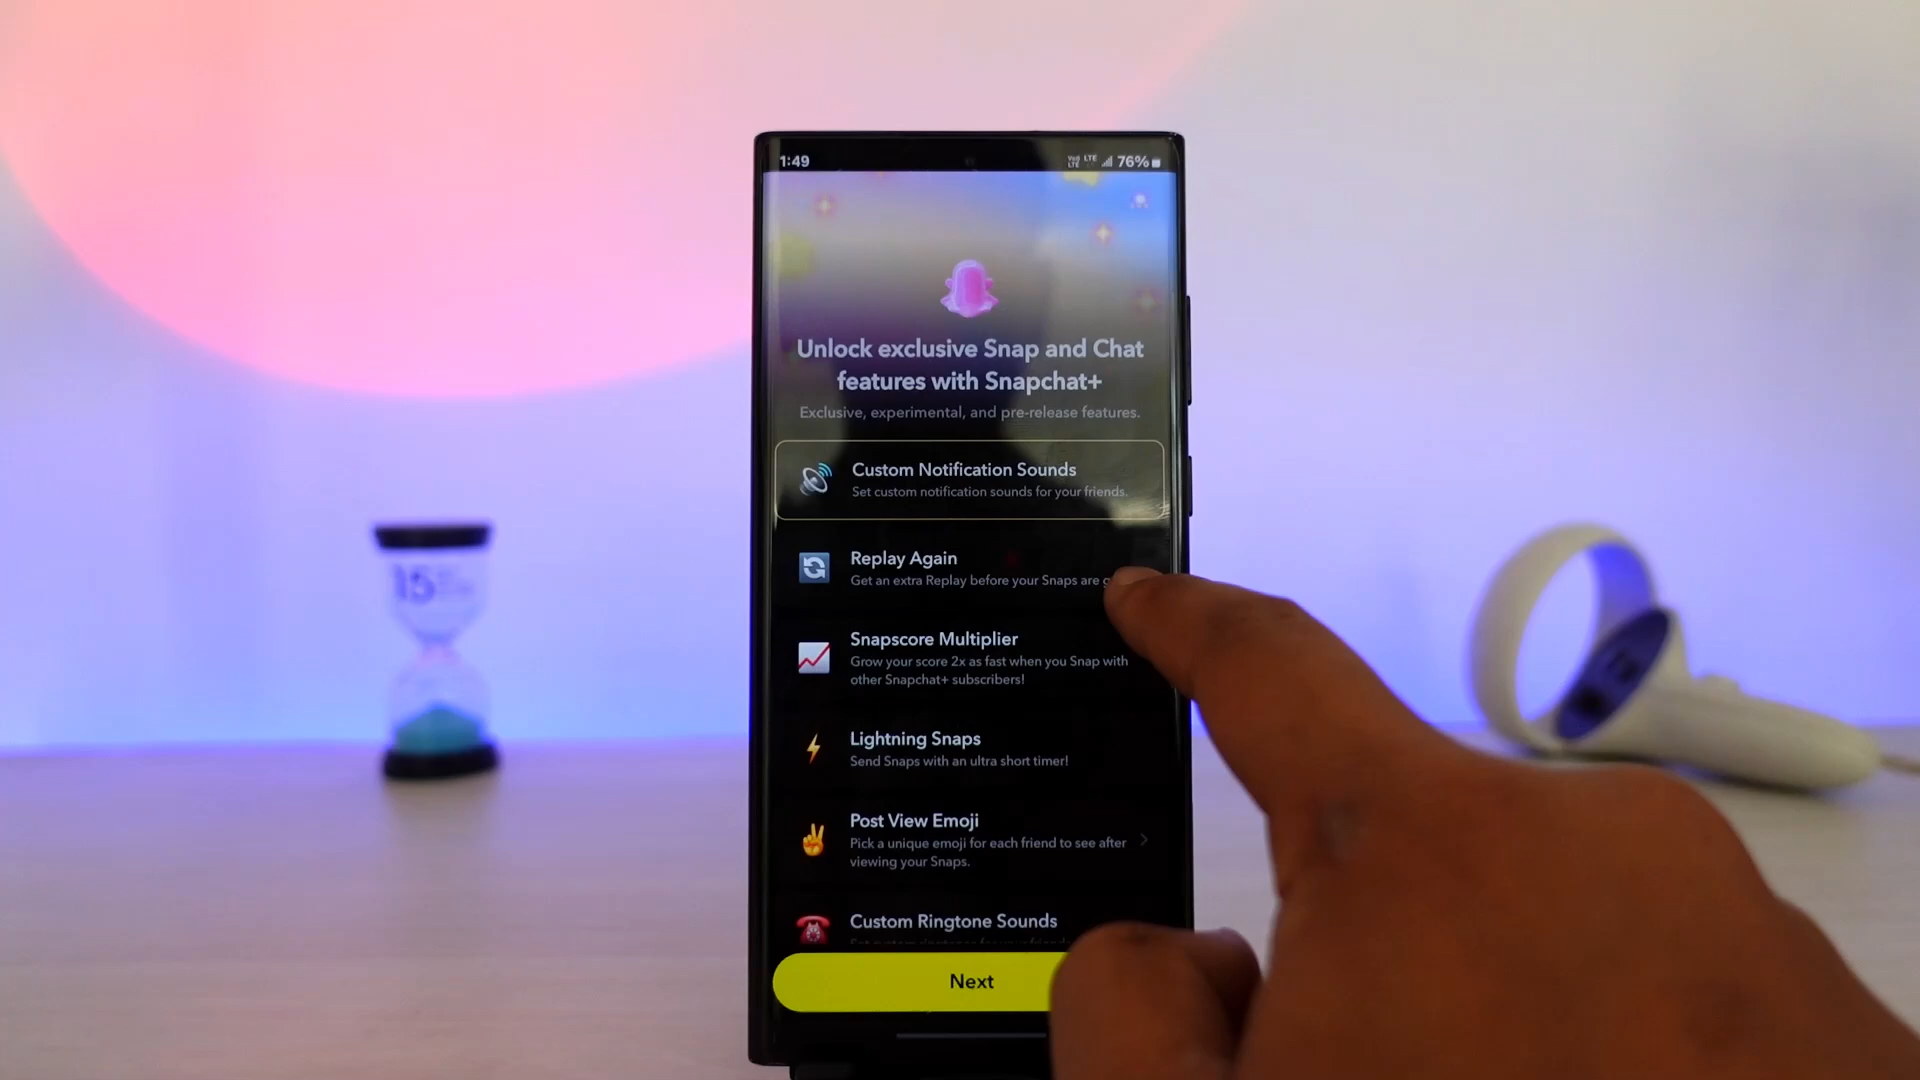 1:49
LTE 76%
Unlock exclusive Snap and Chat
features with Snapchat+
Exclusive, experimental, and pre-release features.
Custom Notification Sounds
Set custom notification sounds for your friends.
Replay Again
Get an extra Replay before your Snaps are
Snapscore Multiplier
Grow your score 2x as fast when you Snap with
other Snapchat+ subscribers!
Lightning Snaps
Send Snaps with an ultra short timer!
Post View Emoji
Pick a unique emoji for each friend to see after
viewing your Snaps.
Custom Ringtone Sounds
Next
15